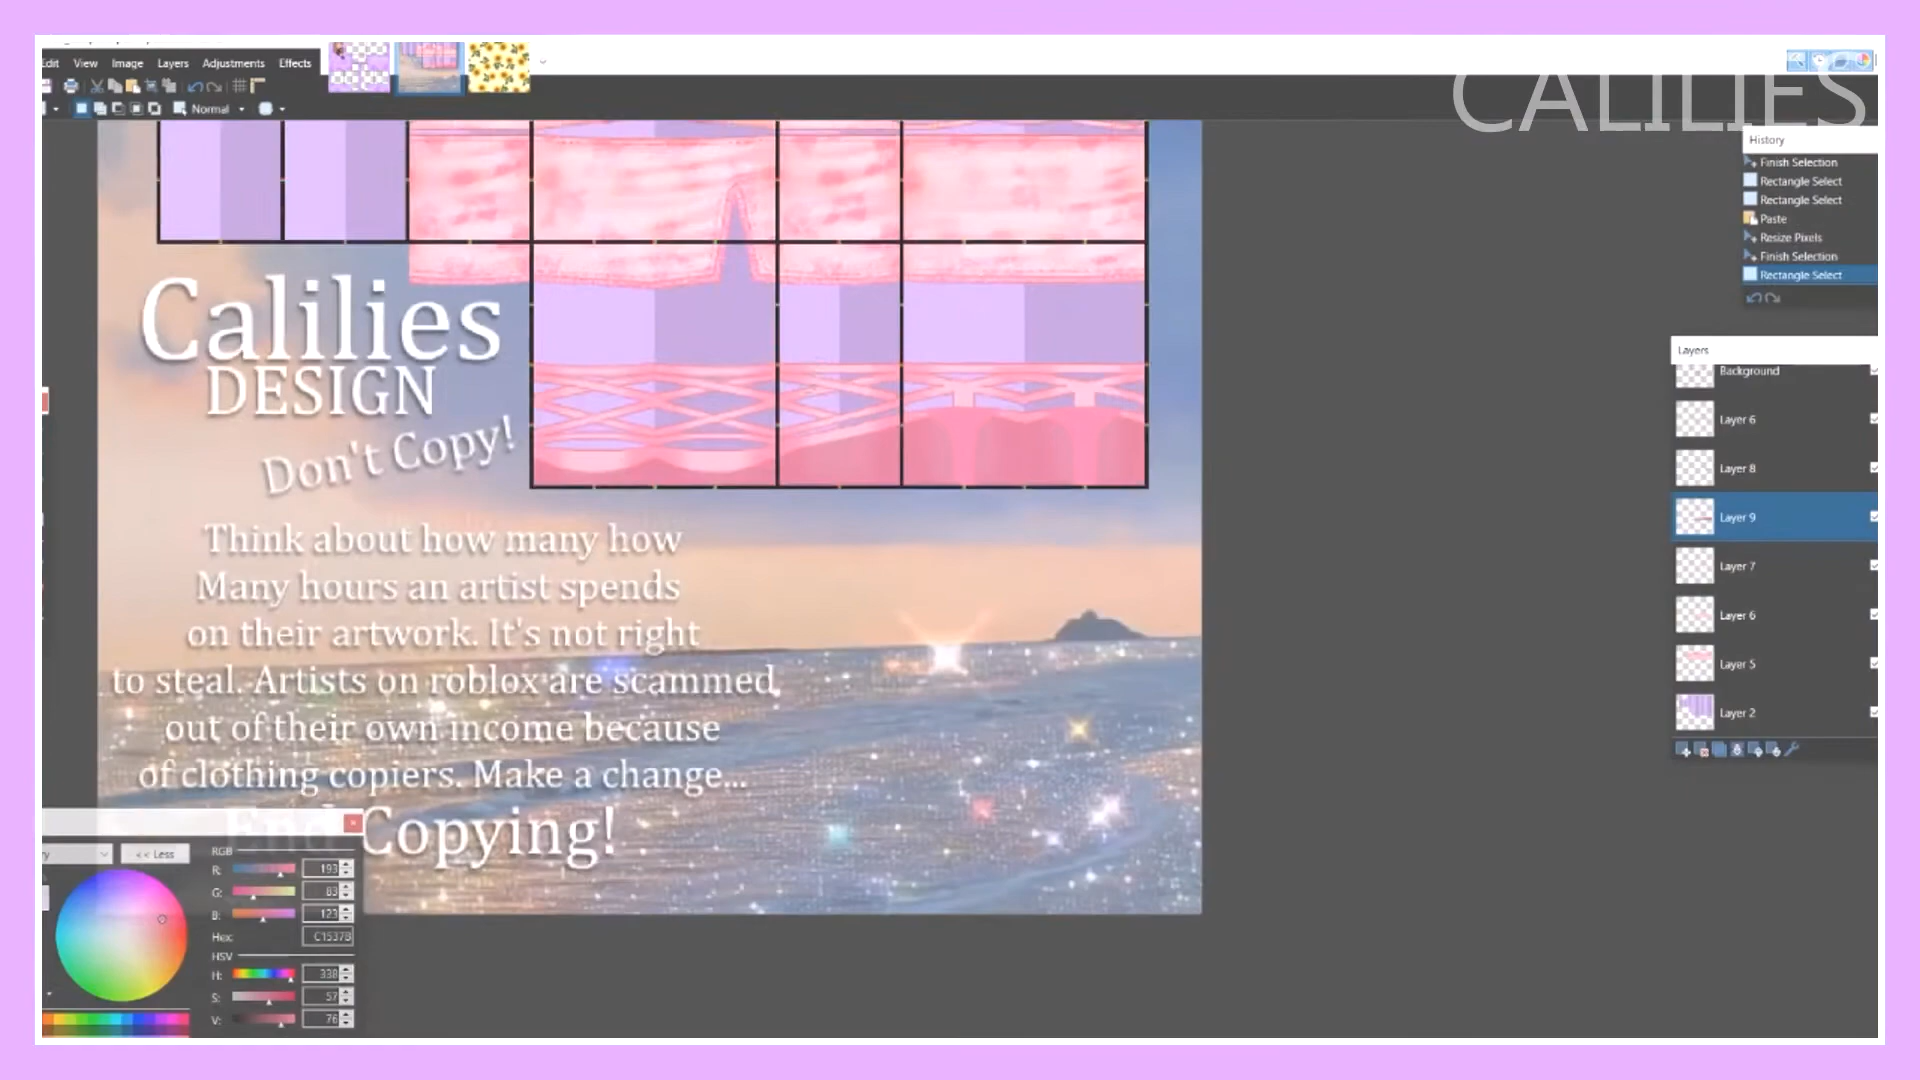 Edit View Image Layers Adjustments Effects
Normal
CALILIES
History
Finish Selection
Rectangle Select
Rectangle Select
Paste
Resize Pixels
Finish Selection
Rectangle Select
Layers
Background
Layer 6
Layer 8
Layer 9
Layer 7
Layer 6
Layer 5
Layer 2
Calilies
DESIGN
Don't Copy!
Think about how many how
Many hours an artist spends
on their artwork. It's not right
to steal. Artists on roblox are scammed
out of their own income because
of clothing copiers. Make a change...
End Copying!
<< Less
RGB
R: 193
G: 83
B: 123
Hex: C1537B
HSV
H: 338
S: 57
V: 76